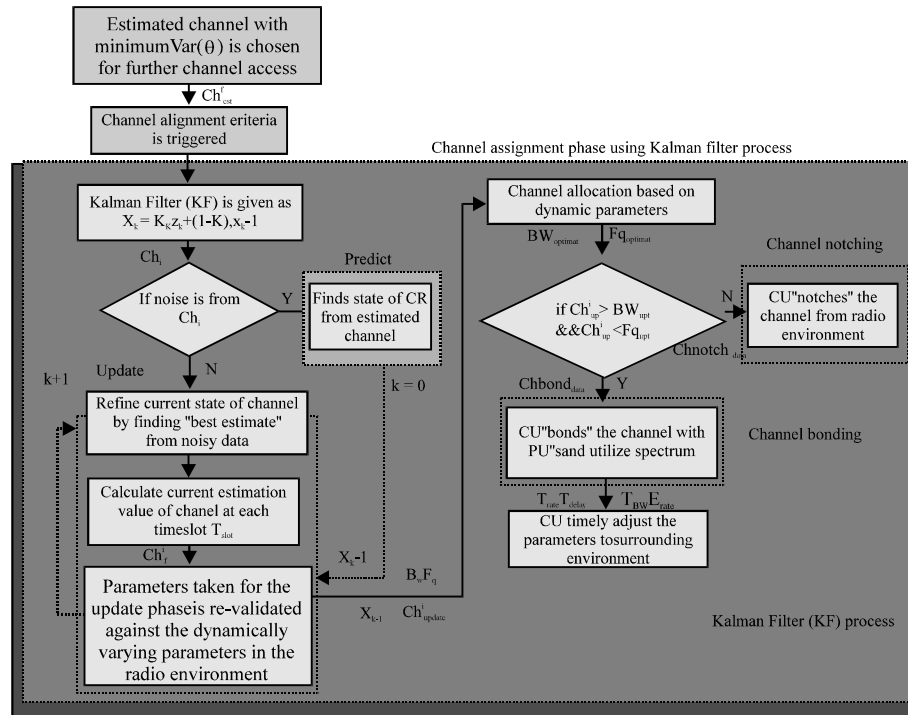 Estimated channel with
minimumVar(θ) is chosen
for further channel access
Ch^f_est
Channel alignment eriteria
is triggered
Channel assignment phase using Kalman filter process
Kalman Filter (KF) is given as
X_k = K_K z_k+(1-K),x_k-1
Ch_i
If noise is from
Ch_i
Y
N
Predict
Finds state of CR
from estimated
channel
k = 0
k+1
Update
Refine current state of channel
by finding "best estimate"
from noisy data
Calculate current estimation
value of chanel at each
timeslot T_slot
Ch^i_f
X_k-1
Parameters taken for the
update phaseis re-validated
against the dynamically
varying parameters in the
radio environment
B_w F_q
X_k-1 Ch^i_update
Channel allocation based on
dynamic parameters
BW_optimat Fq_optimat
if Ch^i_up> BW_upt
&&Ch^i_up <Fq_upt
N
Chnotch_data
Channel notching
CU"notches" the
channel from radio
environment
Chbond_data Y
CU"bonds" the channel with
PU"sand utilize spectrum
Channel bonding
T_rate T_delay T_BW E_rate
CU timely adjust the
parameters tosurrounding
environment
Kalman Filter (KF) process